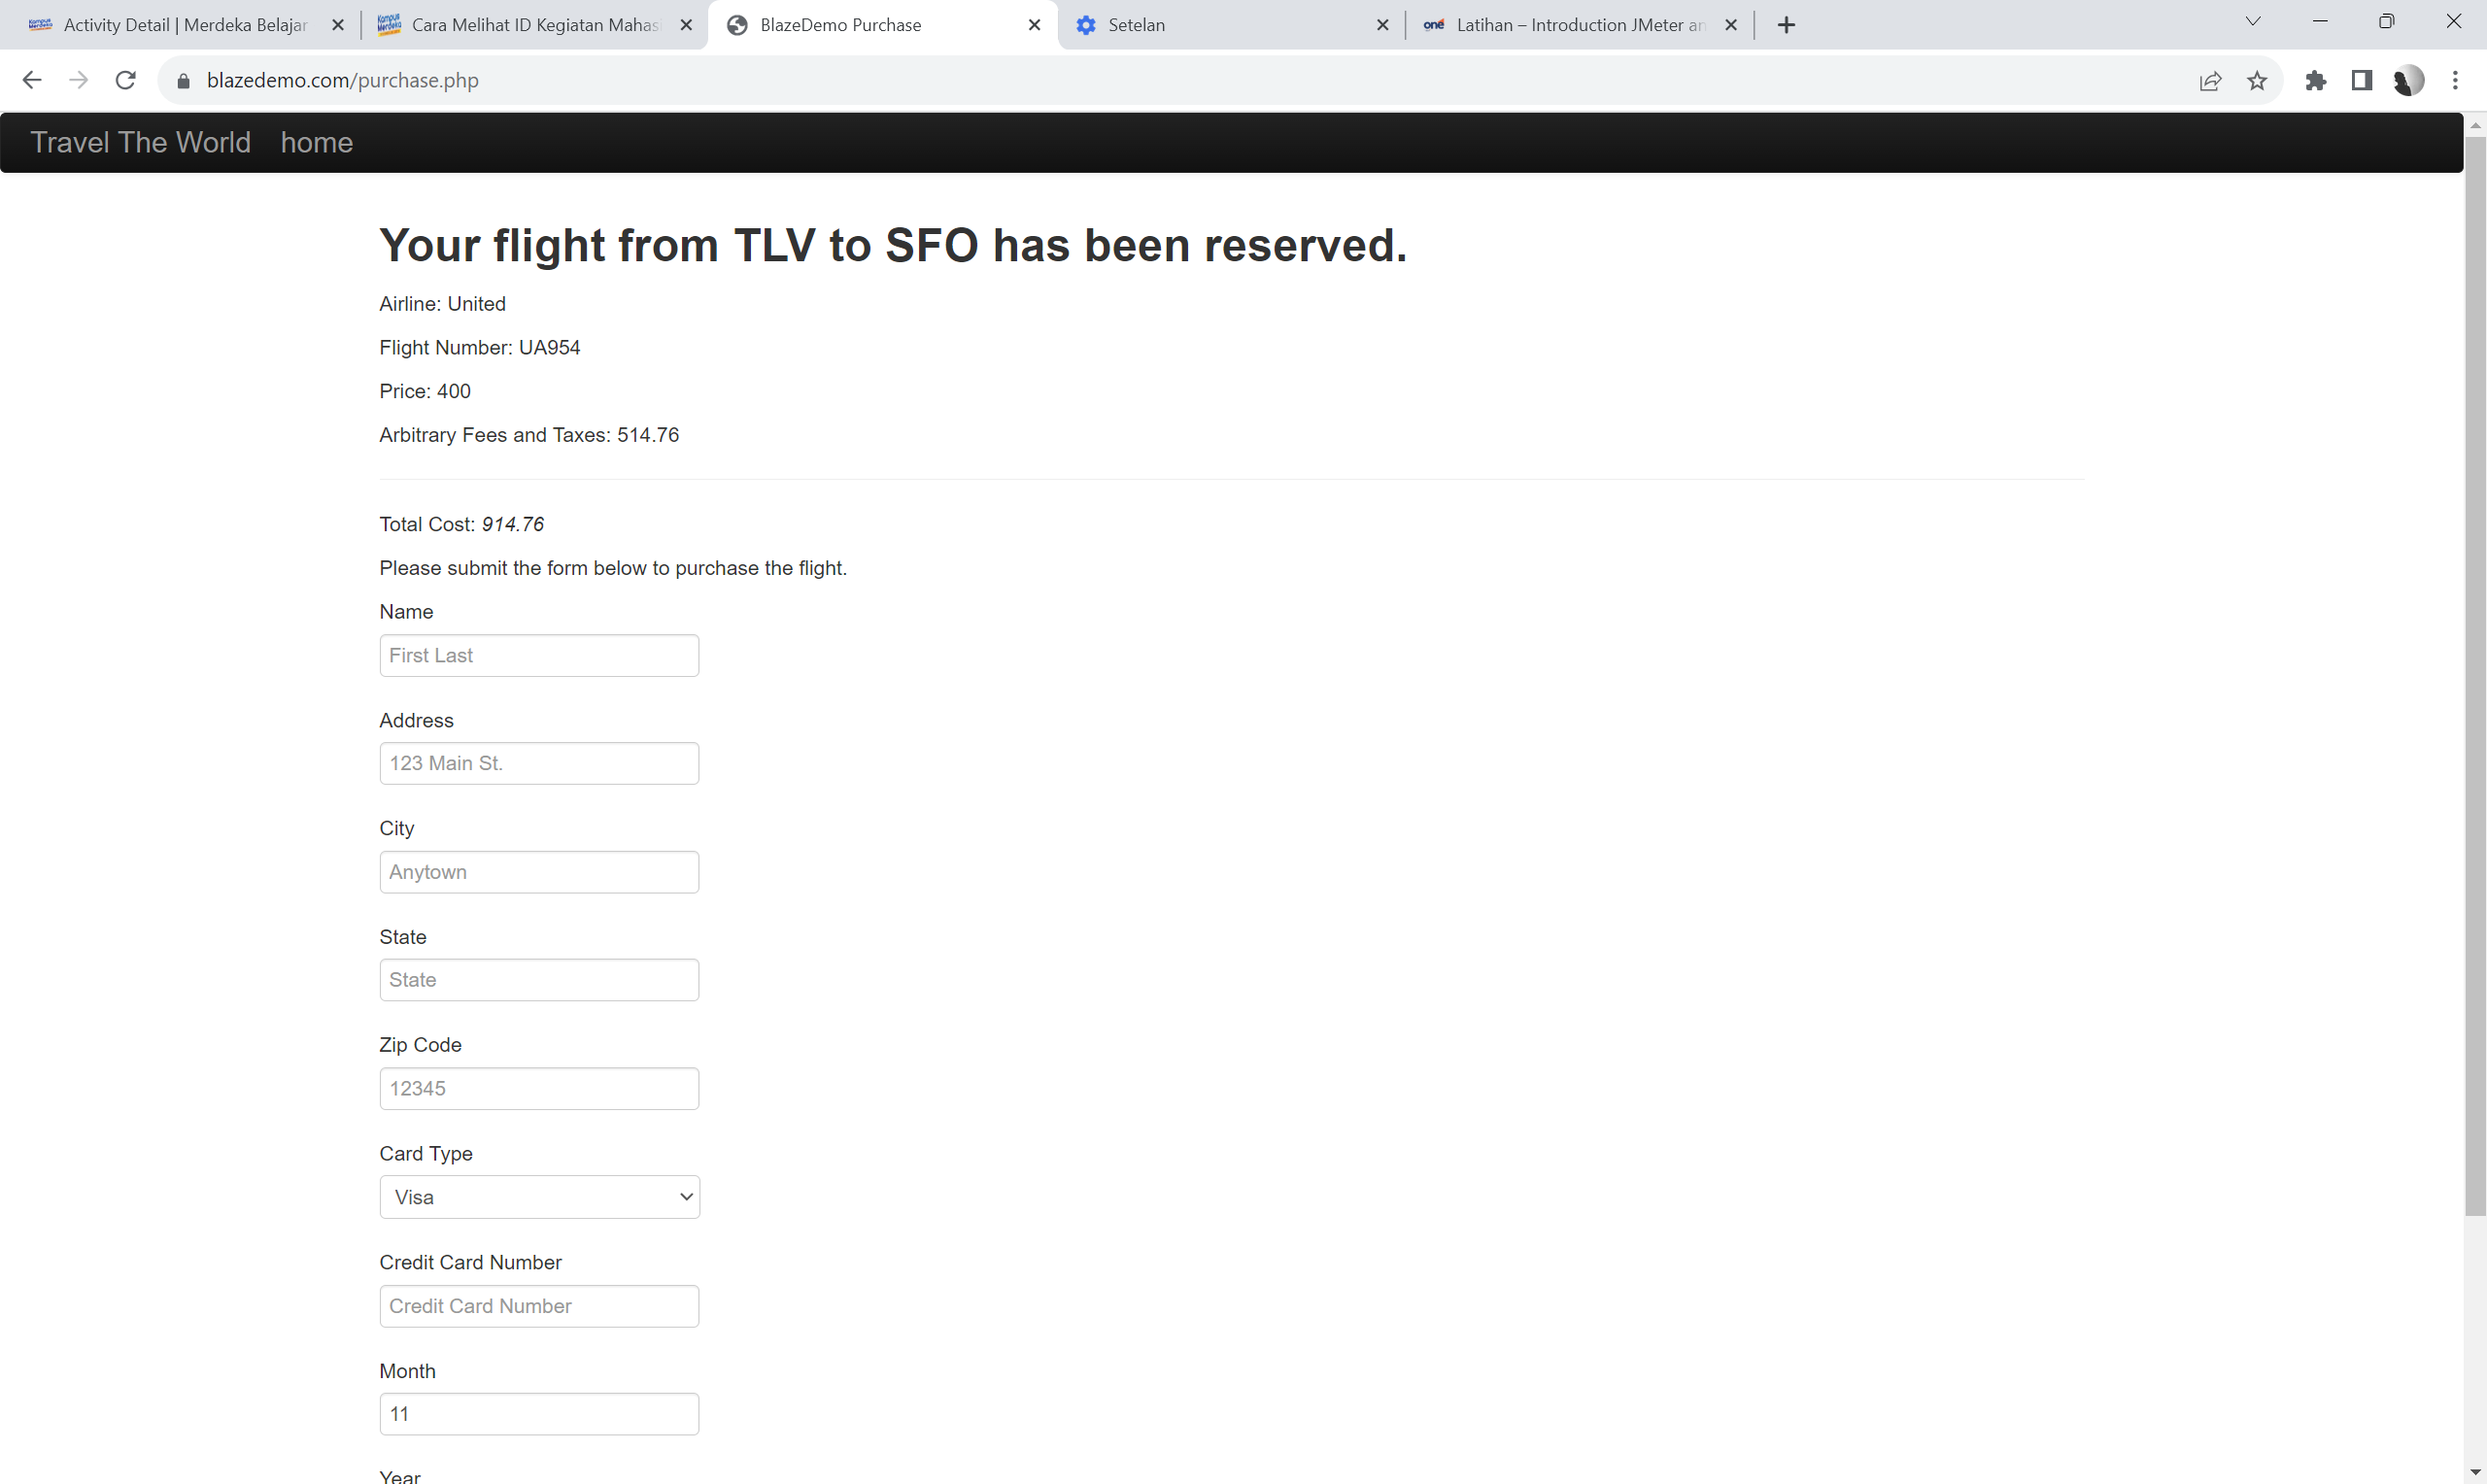 Activity Detail | Merdeka Belajar
Cara Melihat ID Kegiatan Mahas
BlazeDemo Purchase
Setelan
Latihan – Introduction JMeter an
blazedemo.com/purchase.php
Travel The World home
Your flight from TLV to SFO has been reserved.
Airline: United
Flight Number: UA954
Price: 400
Arbitrary Fees and Taxes: 514.76
Total Cost: 914.76
Please submit the form below to purchase the flight.
Name
First Last
Address
123 Main St.
City
Anytown
State
State
Zip Code
12345
Card Type
Visa
Credit Card Number
Credit Card Number
Month
11
Year